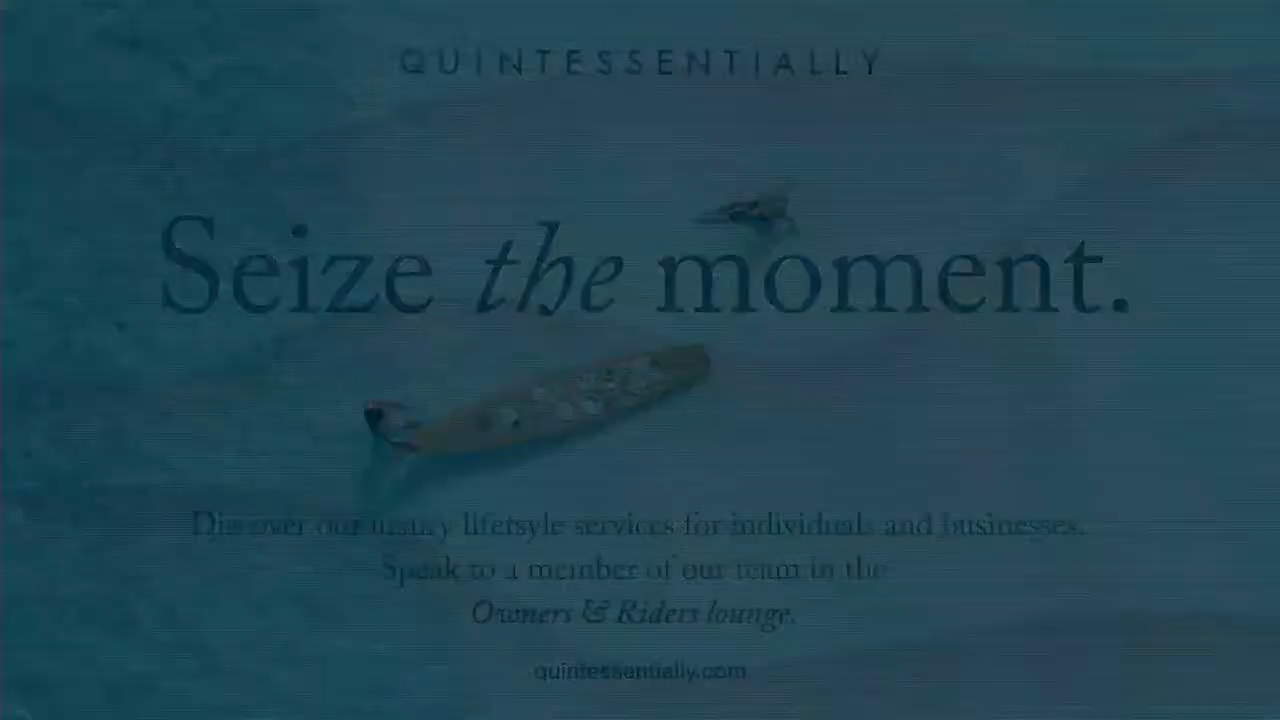 QUINTESSENTIALLY
Seize the moment.
Discover our luxury lifetsyle services for individuals and businesses.
Speak to a member of our team in the
Owners & Riders lounge.
quintessentially.com